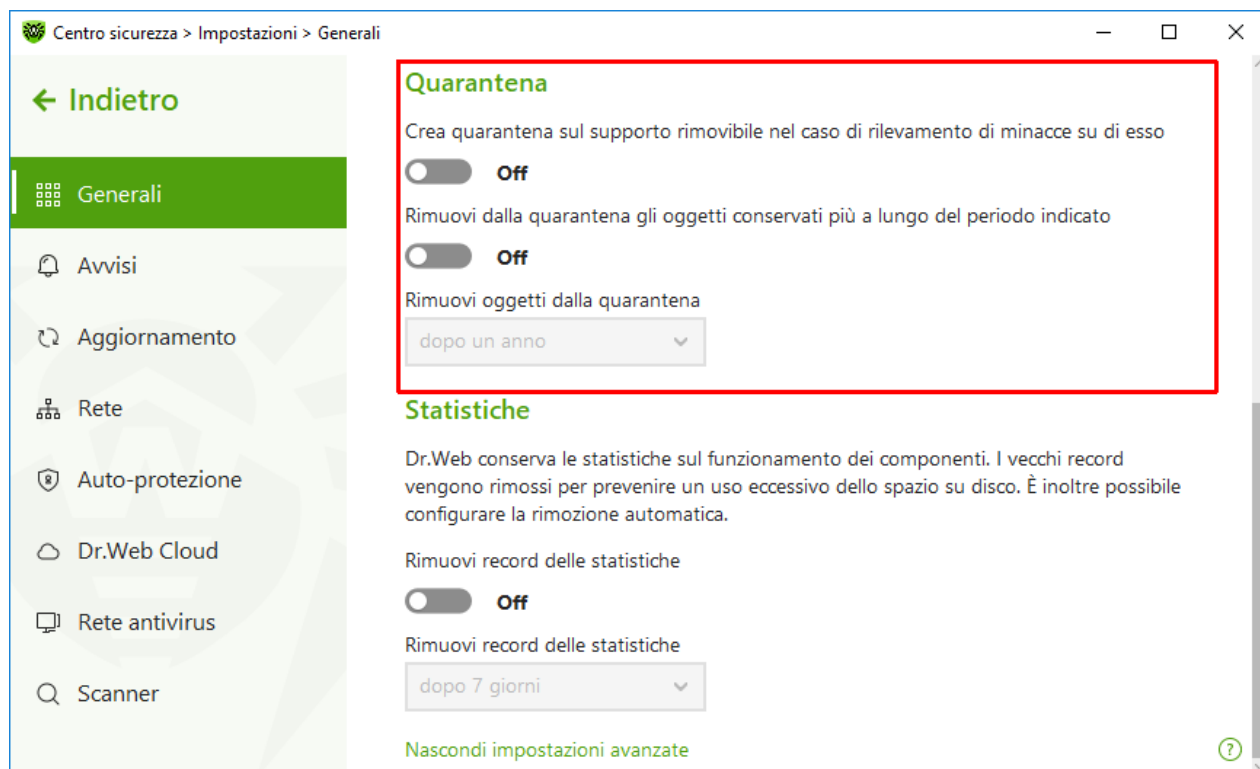 Centro sicurezza > Impostazioni > Generali
Indietro
Generali
Avvisi
Aggiornamento
Rete
Auto-protezione
Dr.Web Cloud
Rete antivirus
Scanner
Quarantena
Crea quarantena sul supporto rimovibile nel caso di rilevamento di minacce su di esso
Off
Rimuovi dalla quarantena gli oggetti conservati più a lungo del periodo indicato
Off
Rimuovi oggetti dalla quarantena
dopo un anno
Statistiche
Dr.Web conserva le statistiche sul funzionamento dei componenti. I vecchi record
vengono rimossi per prevenire un uso eccessivo dello spazio su disco. È inoltre possibile
configurare la rimozione automatica.
Rimuovi record delle statistiche
Off
Rimuovi record delle statistiche
dopo 7 giorni
Nascondi impostazioni avanzate
?